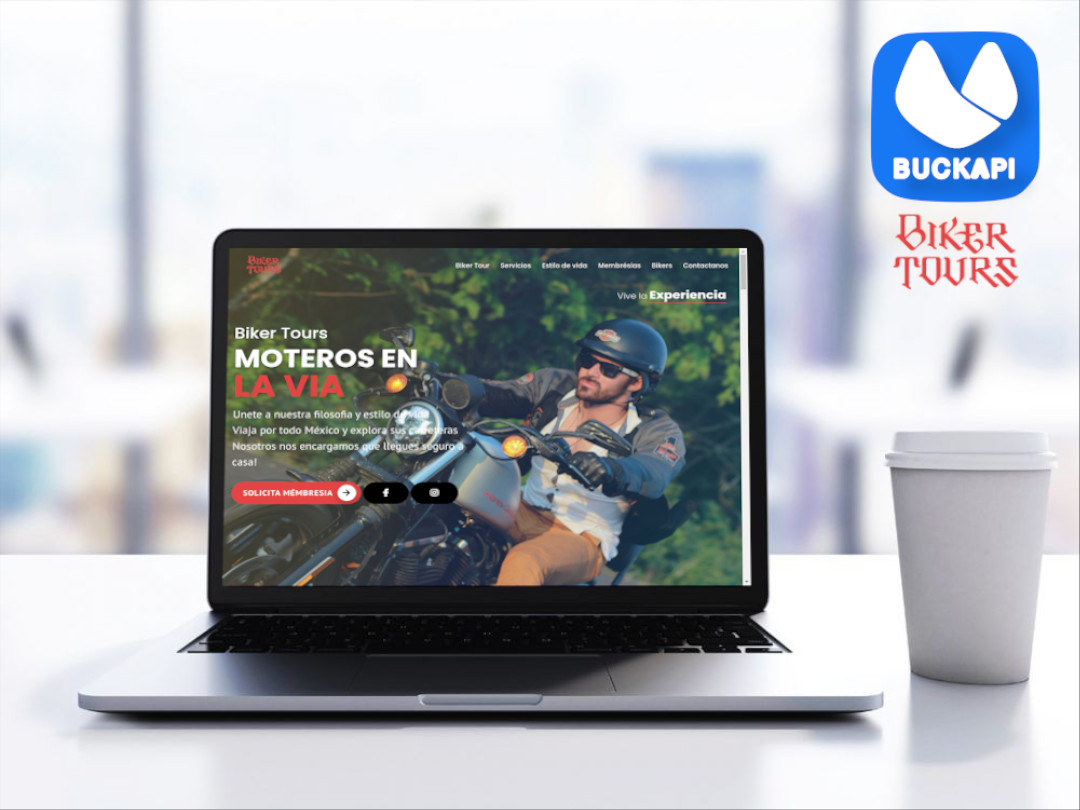 BUCKAPI
BIKER
TOURS
BIKER
TOURS
Biker Tour Servicios Estilo de vida Membrésias Bikers Contactanos
Vive la Experiencia
Biker Tours
MOTEROS EN
LA VIA
Unete a nuestra filosofia y estilo de vida
Viaja por todo México y explora sus carreteras
Nosotros nos encargamos que llegues seguro a
casa!
SOLICITA MÉMBRESIA